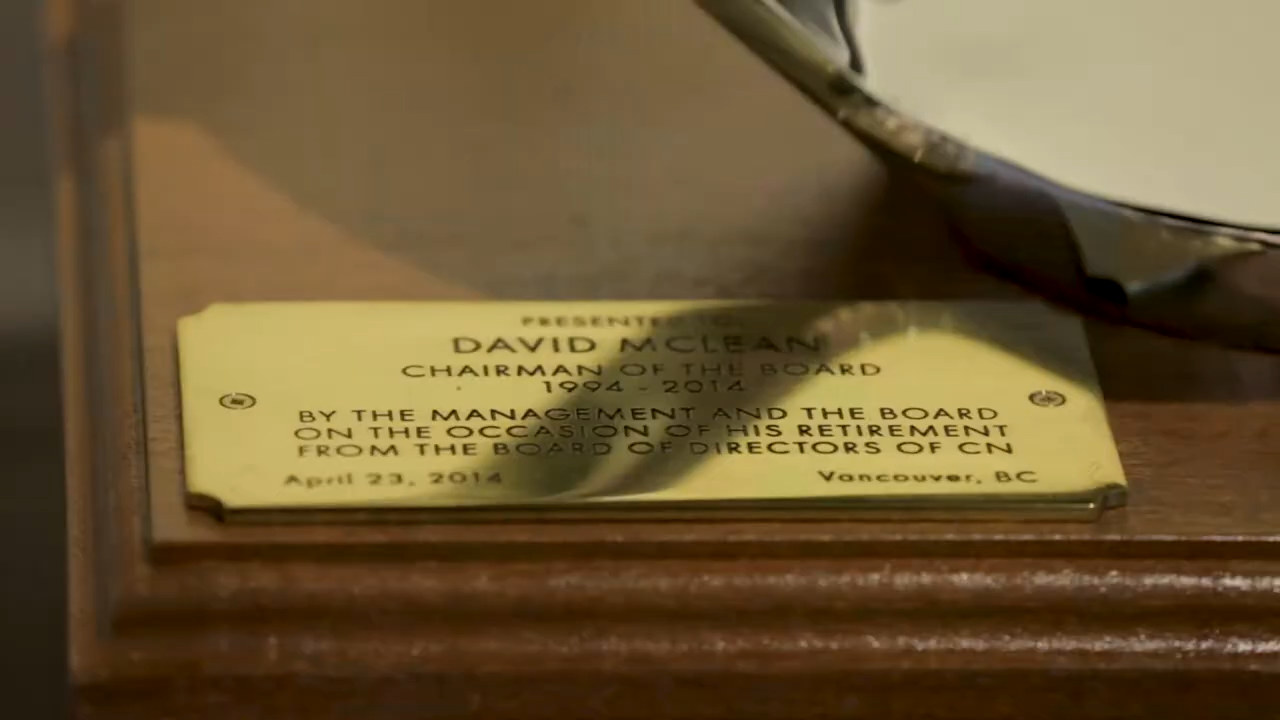 PRESENTED TO
DAVID MCLEAN
CHAIRMAN OF THE BOARD
1994 - 2014
BY THE MANAGEMENT AND THE BOARD
ON THE OCCASION OF HIS RETIREMENT
FROM THE BOARD OF DIRECTORS OF CN
April 23, 2014 Vancouver, BC